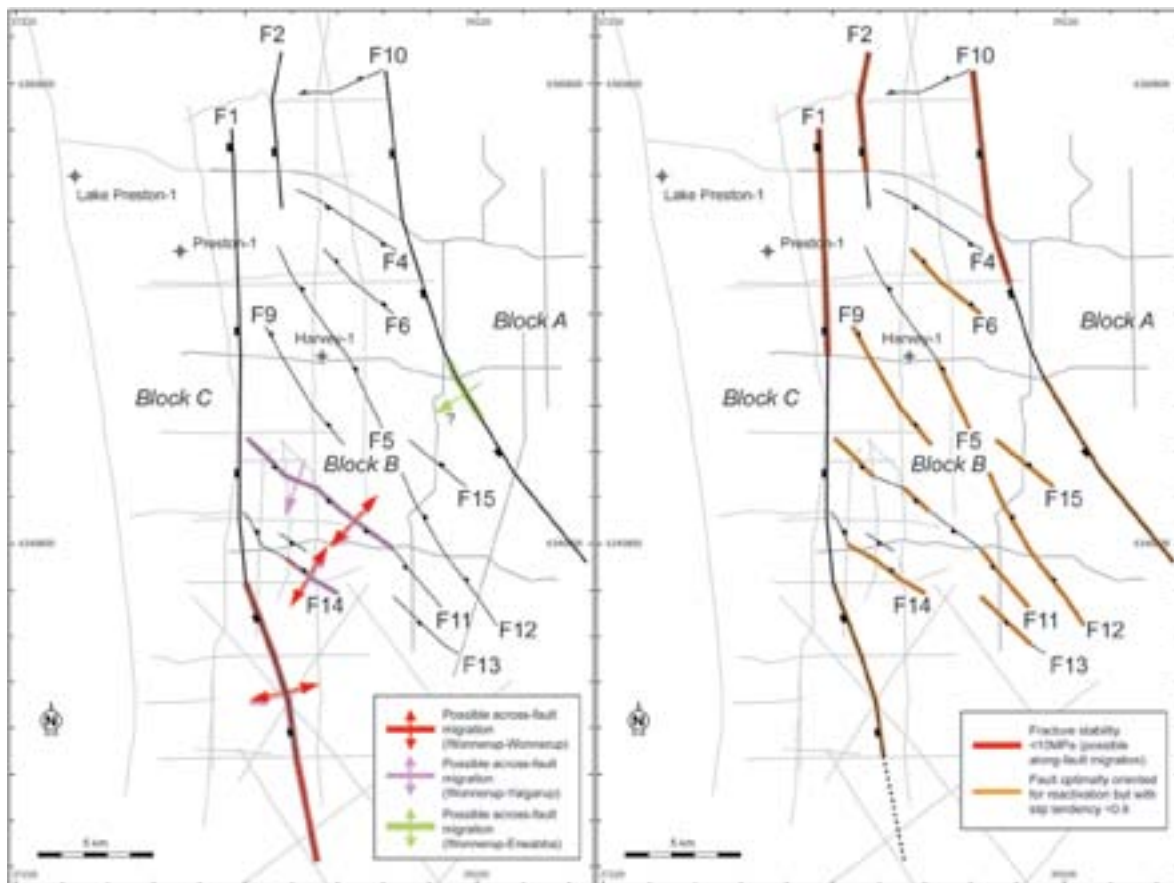 F2
F10
F1
Lake Preston-1
Preston-1
F4
F6
F9
Block A
Harvey-1
Block C
F5
Block B
F15
F14
F11
F12
F13
N
Possible across-fault
migration
(Wonnerup-Wonnerup)
Possible across-fault
migration
(Wonnerup-Yalgorup)
Possible across-fault
migration
(Wonnerup-Eneabba)
5 km
?
F2
F10
F1
Lake Preston-1
Preston-1
F4
F6
F9
Block A
Harvey-1
Block C
F5
Block B
F15
F14
F11
F12
F13
N
Fracture stability
<10MPa (possible
along-fault migration)
Fault optimally oriented
for reactivation but with
slip tendency
5 km